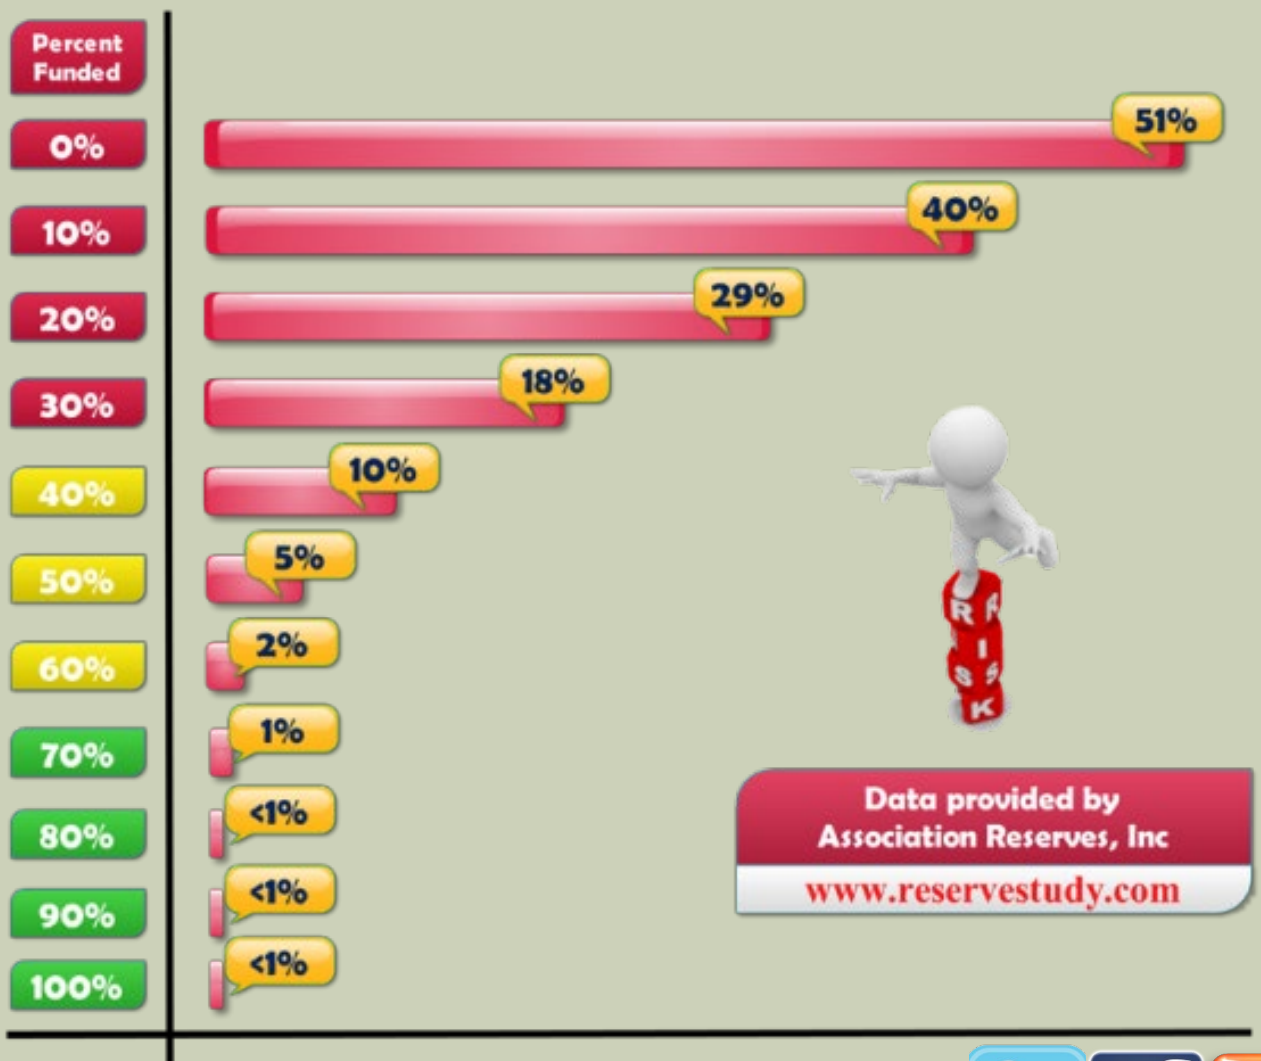 Percent
Funded
0%
51%
10%
40%
20%
29%
30%
18%
40%
10%
50%
5%
60%
2%
70%
1%
80%
<1%
90%
<1%
100%
<1%
R R
I
S S
K
Data provided by
Association Reserves, Inc
www.reservestudy.com